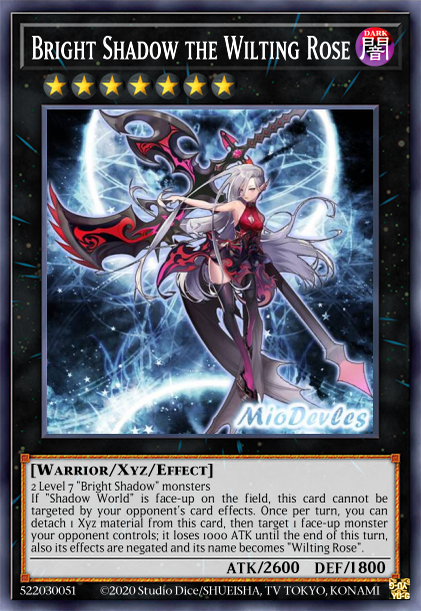 BRIGHT SHADOW THE WILTING ROSE
DARK
闇
MioDevles
[WARRIOR/XYZ/EFFECT]
2 Level 7 "Bright Shadow" monsters
If "Shadow World" is face-up on the field, this card cannot be
targeted by your opponent's card effects. Once per turn, you can
detach 1 Xyz material from this card, then target 1 face-up monster
your opponent controls; it loses 1000 ATK until the end of this turn,
also its effects are negated and its name becomes "Wilting Rose".
ATK/2600 DEF/1800
522030051 ©2020 Studio Dice/SHUEISHA, TV TOKYO, KONAMI